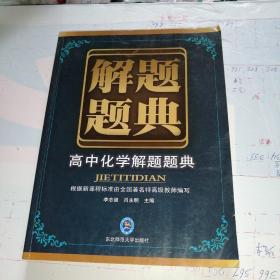 解题
题典
高中化学解题题典
JIETITIDIAN
根据新课程标准由全国著名特高级教师编写
主编
东北师范大学出版社